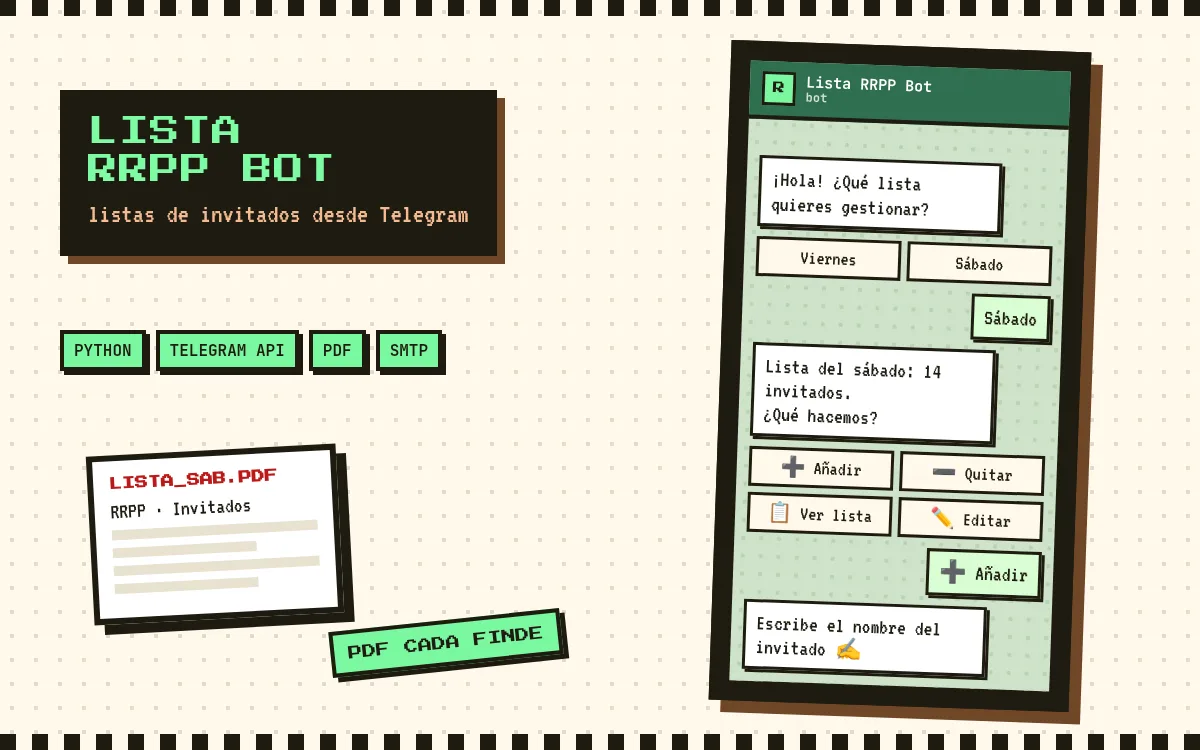 LISTA
RRPP BOT
listas de invitados desde Telegram
PYTHON
TELEGRAM API
PDF
SMTP
LISTA_SAB.PDF
RRPP · Invitados
PDF CADA FINDE
R
Lista RRPP Bot
bot
¡Hola! ¿Qué lista
quieres gestionar?
Viernes
Sábado
Sábado
Lista del sábado: 14
invitados.
¿Qué hacemos?
➕ Añadir
➖ Quitar
📋 Ver lista
✏️ Editar
➕ Añadir
Escribe el nombre del
invitado ✍️